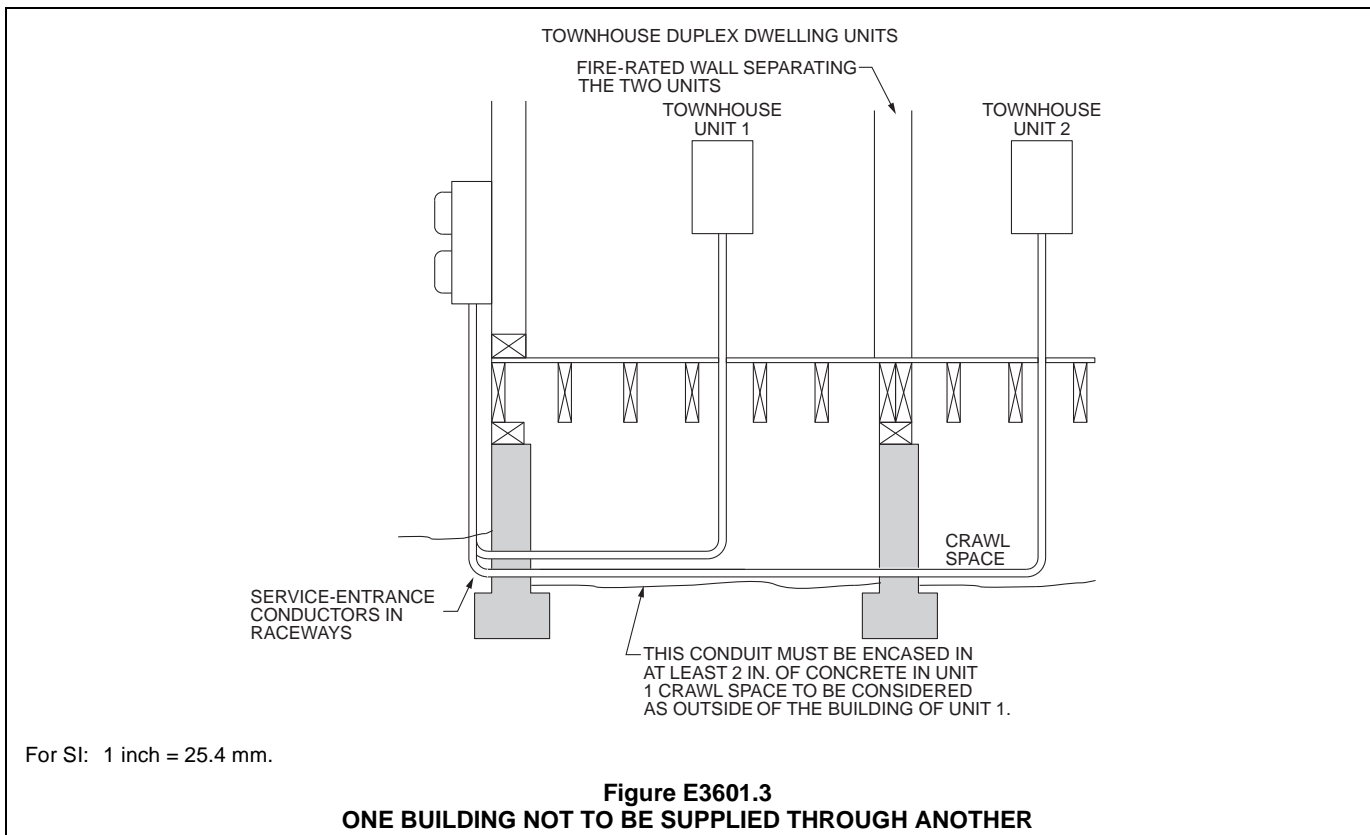 TOWNHOUSE DUPLEX DWELLING UNITS
FIRE-RATED WALL SEPARATING
THE TWO UNITS
TOWNHOUSE
UNIT 1
TOWNHOUSE
UNIT 2
CRAWL
SPACE
SERVICE-ENTRANCE
CONDUCTORS IN
RACEWAYS
THIS CONDUIT MUST BE ENCASED IN
AT LEAST 2 IN. OF CONCRETE IN UNIT
1 CRAWL SPACE TO BE CONSIDERED
AS OUTSIDE OF THE BUILDING OF UNIT 1.
For SI: 1 inch = 25.4 mm.
Figure E3601.3
ONE BUILDING NOT TO BE SUPPLIED THROUGH ANOTHER